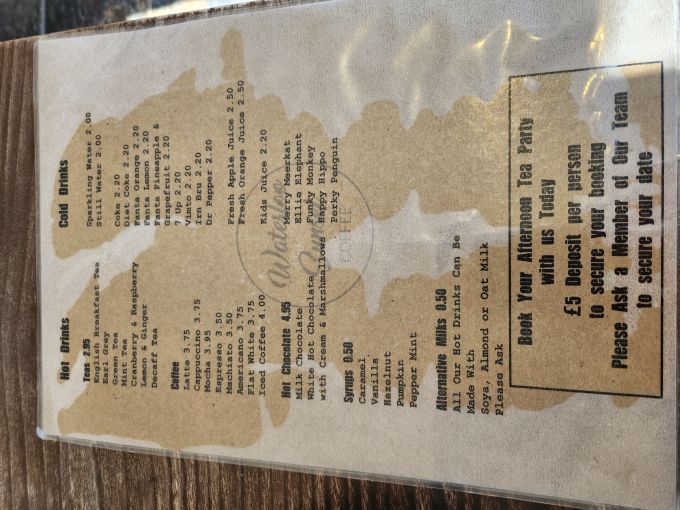 Hot Drinks
Teas 2.95
English Breakfast Tea
Earl Grey
Green Tea
Mint Tea
Cranberry & Raspberry
Lemon & Ginger
Decaff Tea
Coffee
Latte 3.75
Cappucino 3.75
Mocha 3.95
Espresso 3.50
Machiato 3.50
Americano 3.75
Flat White 3.75
Iced Coffee 4.00
Hot Chocolate 4.95
Milk Chocolate
White Hot Chocolate
with Cream & Marshmallows
Syrups 0.50
Caramel
Vanilla
Hazelnut
Pumpkin
Pepper Mint
Alternative Milks 0.50
All Our Hot Drinks Can Be
Made With
Soya, Almond or Oat Milk
Please Ask
Cold Drinks
Sparkling Water 2.00
Still Water 2.00
Coke 2.20
Diet Coke 2.20
Fanta Orange 2.20
Fanta Lemon 2.20
Fanta Pineapple &
Grapefruit 2.20
7 Up 2.20
Vimto 2.20
Irn Bru 2.20
Dr Pepper 2.20
Fresh Apple Juice 2.50
Fresh Orange Juice 2.50
Kids Juice 2.20
Merry Meerkat
Ellie Elephant
Funky Monkey
Happy Hippo
Perky Penguin
Waterloo
COFFEE
Book Your Afternoon Tea Party
with us Today
£5 Deposit per person
to secure your booking
Please Ask a Member of Our Team
to secure your date